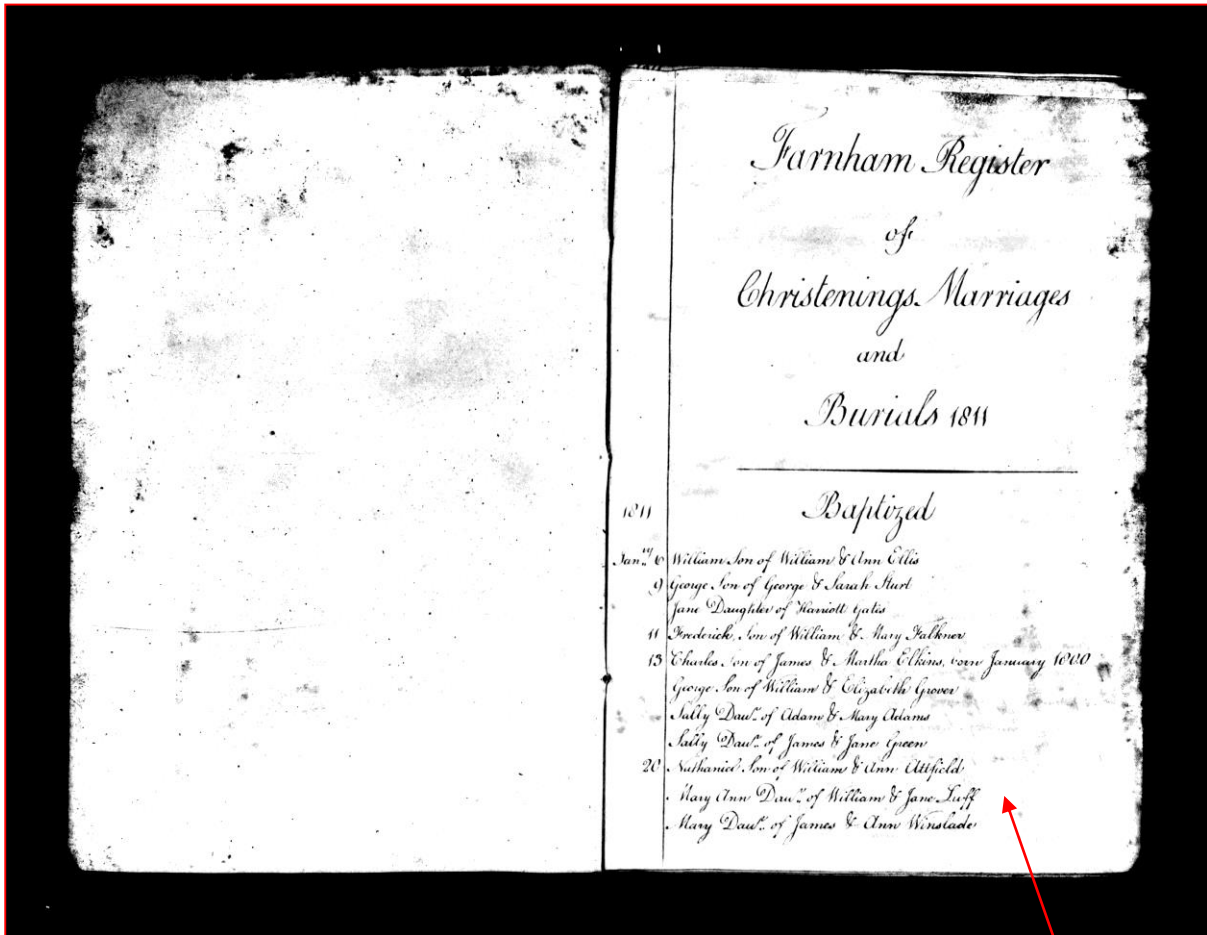 Farnham Register
of
Christenings Marriages
and
Burials 1811
1811 Baptized
Jan.ry 6 William Son of William & Ann Ellis
9 George Son of George & Sarah Sturt
Jane Daughter of Harriott Gates
11 Frederick, Son of William & Mary Falkner
13 Charles Son of James & Martha Elkins, born January 1800
George Son of William & Elizabeth Grover
Sally Daur. of Adam & Mary Adams
Sally Daur. of James & Jane Green
20 Nathaniel Son of William & Ann Attfield
Mary Ann Daur. of William & Jane Luff
Mary Daur. of James & Ann Winslade